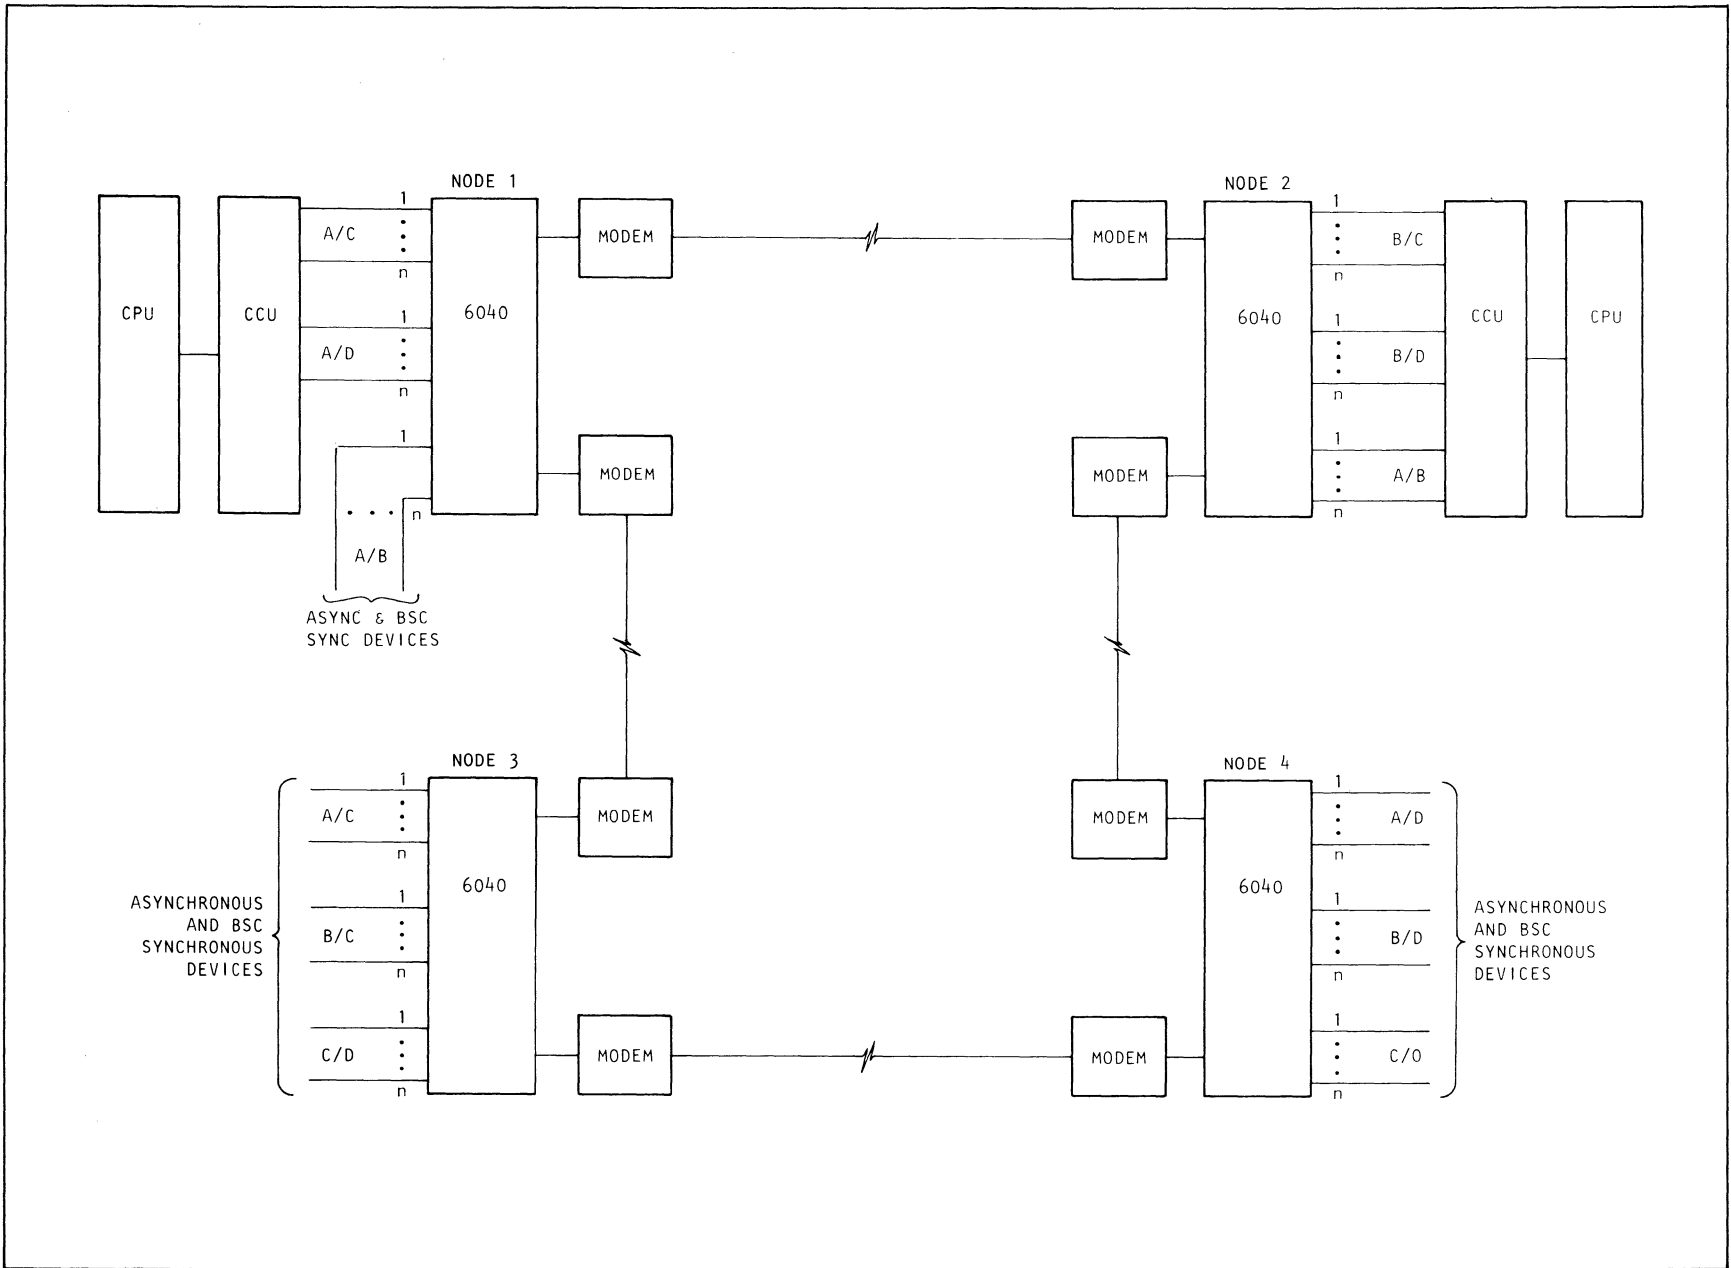 NODE 1
CPU
CCU
1
A/C
n
1
A/D
n
1
n
A/B
ASYNC & BSC
SYNC DEVICES
6040
MODEM
MODEM
NODE 2
MODEM
MODEM
6040
1
B/C
n
1
B/D
n
1
A/B
n
CCU
CPU
NODE 3
ASYNCHRONOUS
AND BSC
SYNCHRONOUS
DEVICES
1
A/C
n
1
B/C
n
1
C/D
n
6040
MODEM
MODEM
NODE 4
MODEM
MODEM
6040
1
A/D
n
1
B/D
n
1
C/O
n
ASYNCHRONOUS
AND BSC
SYNCHRONOUS
DEVICES